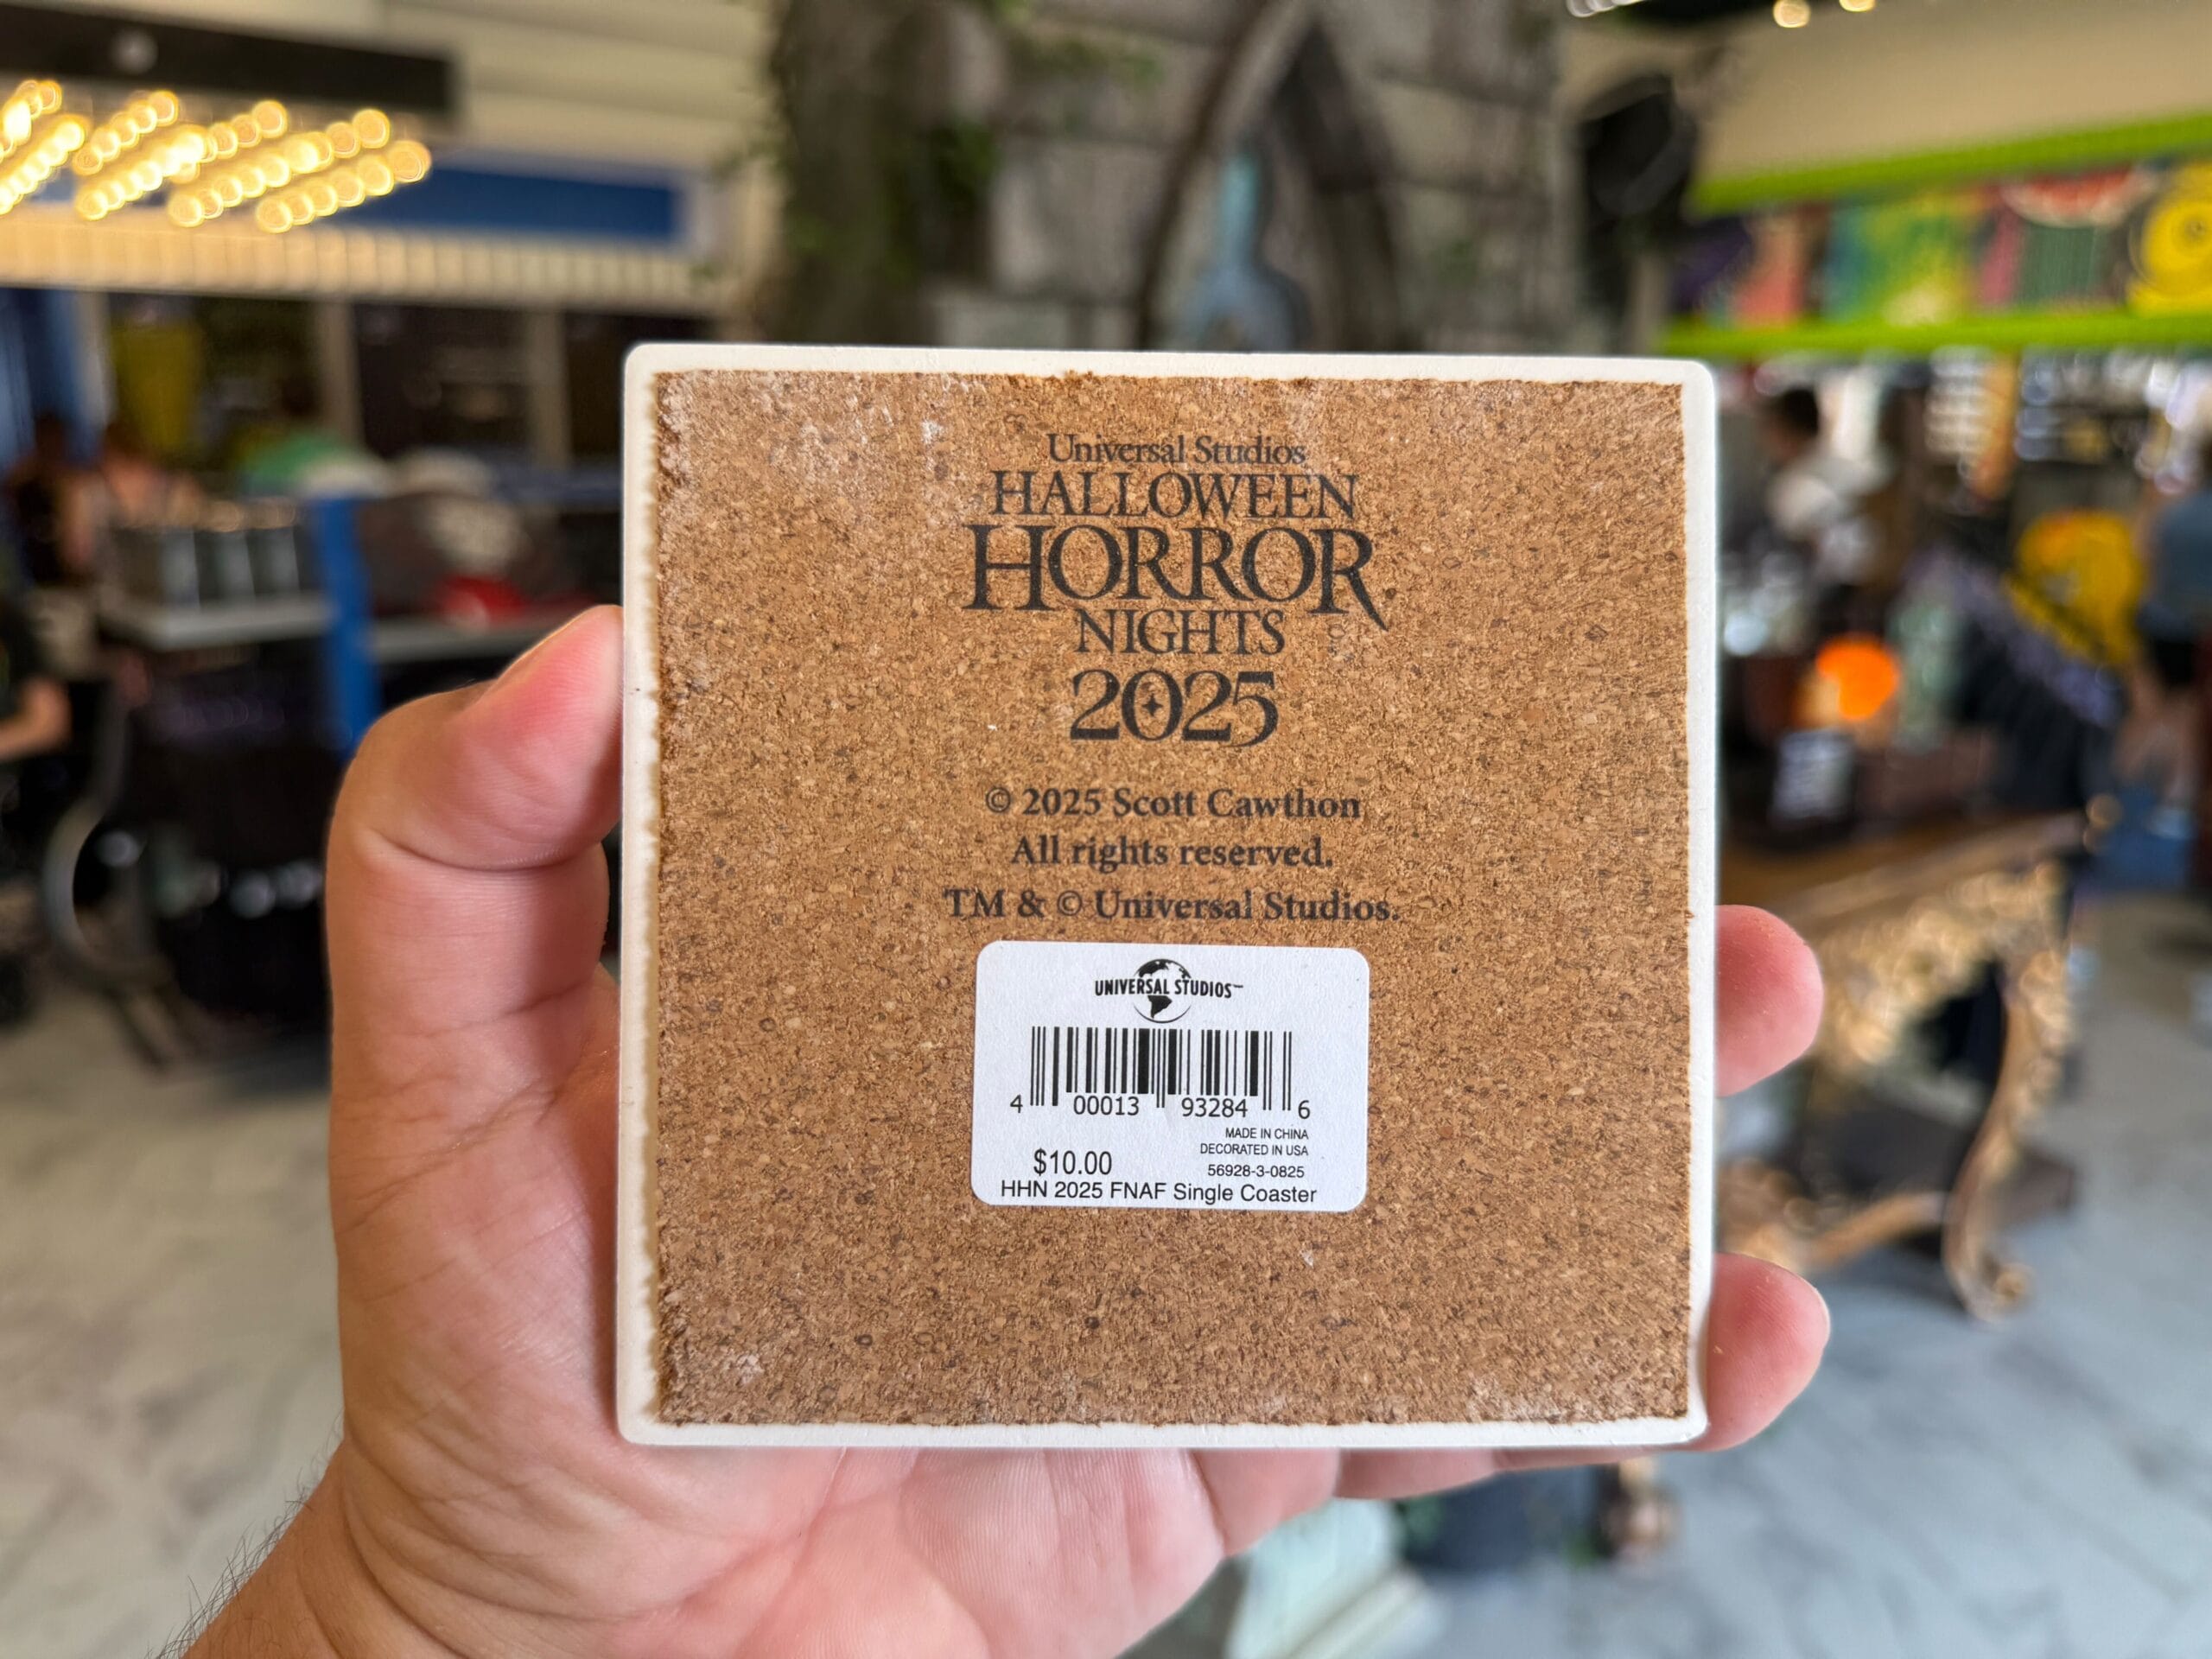 Universal Studios
HALLOWEEN
HORROR
NIGHTS
2025
© 2025 Scott Cawthon
All rights reserved.
TM & © Universal Studios.
UNIVERSAL STUDIOS™
4 00013 93284 6
MADE IN CHINA
DECORATED IN USA
$10.00 56928-3-0825
HHN 2025 FNAF Single Coaster